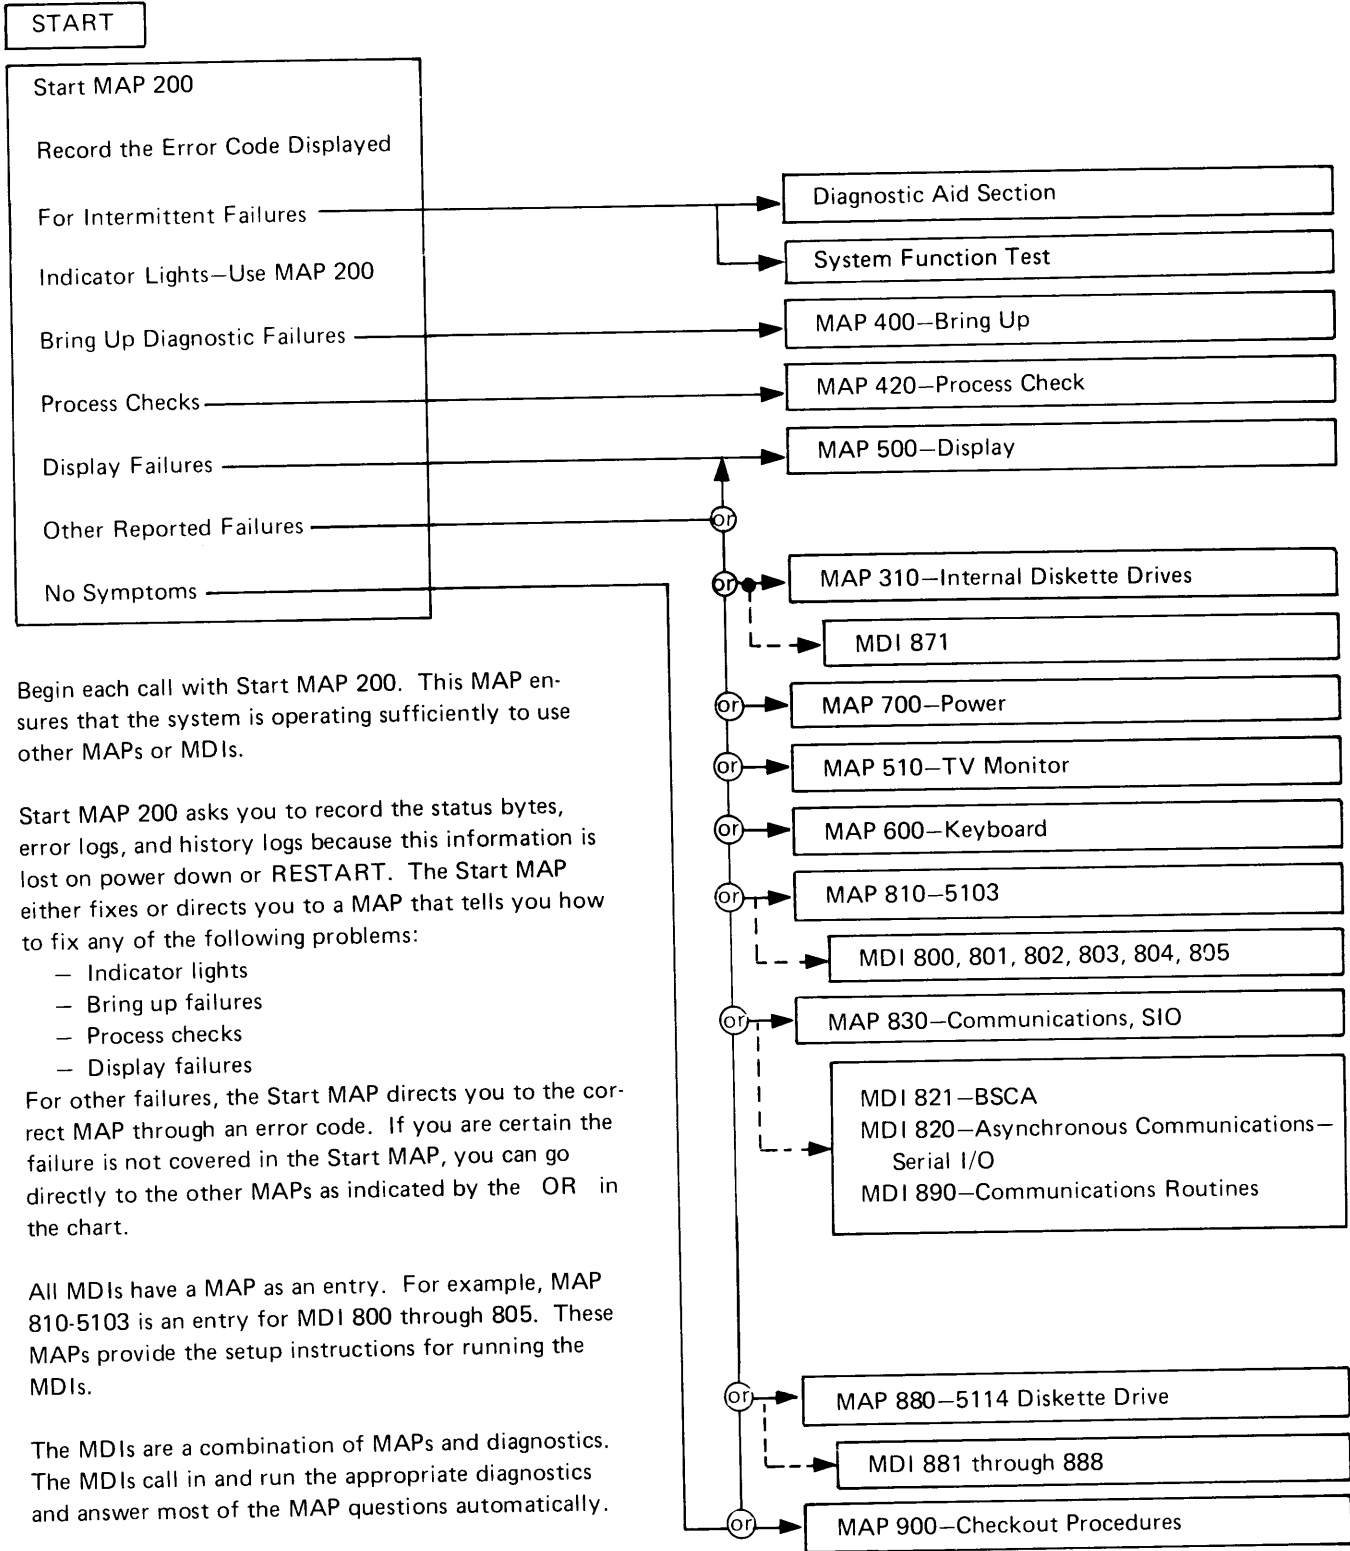 START
Start MAP 200
Record the Error Code Displayed
For Intermittent Failures
Indicator Lights—Use MAP 200
Bring Up Diagnostic Failures
Process Checks
Display Failures
Other Reported Failures
No Symptoms
Begin each call with Start MAP 200. This MAP en-
sures that the system is operating sufficiently to use
other MAPs or MDIs.
Start MAP 200 asks you to record the status bytes,
error logs, and history logs because this information is
lost on power down or RESTART. The Start MAP
either fixes or directs you to a MAP that tells you how
to fix any of the following problems:
— Indicator lights
— Bring up failures
— Process checks
— Display failures
For other failures, the Start MAP directs you to the cor-
rect MAP through an error code. If you are certain the
failure is not covered in the Start MAP, you can go
directly to the other MAPs as indicated by the OR in
the chart.
All MDIs have a MAP as an entry. For example, MAP
810-5103 is an entry for MDI 800 through 805. These
MAPs provide the setup instructions for running the
MDIs.
The MDIs are a combination of MAPs and diagnostics.
The MDIs call in and run the appropriate diagnostics
and answer most of the MAP questions automatically.
Diagnostic Aid Section
System Function Test
MAP 400—Bring Up
MAP 420—Process Check
MAP 500—Display
or
or
MAP 310—Internal Diskette Drives
MDI 871
or
MAP 700—Power
or
MAP 510—TV Monitor
or
MAP 600—Keyboard
or
MAP 810—5103
MDI 800, 801, 802, 803, 804, 805
or
MAP 830—Communications, SIO
MDI 821—BSCA
MDI 820—Asynchronous Communications—
Serial I/O
MDI 890—Communications Routines
or
MAP 880—5114 Diskette Drive
MDI 881 through 888
or
MAP 900—Checkout Procedures